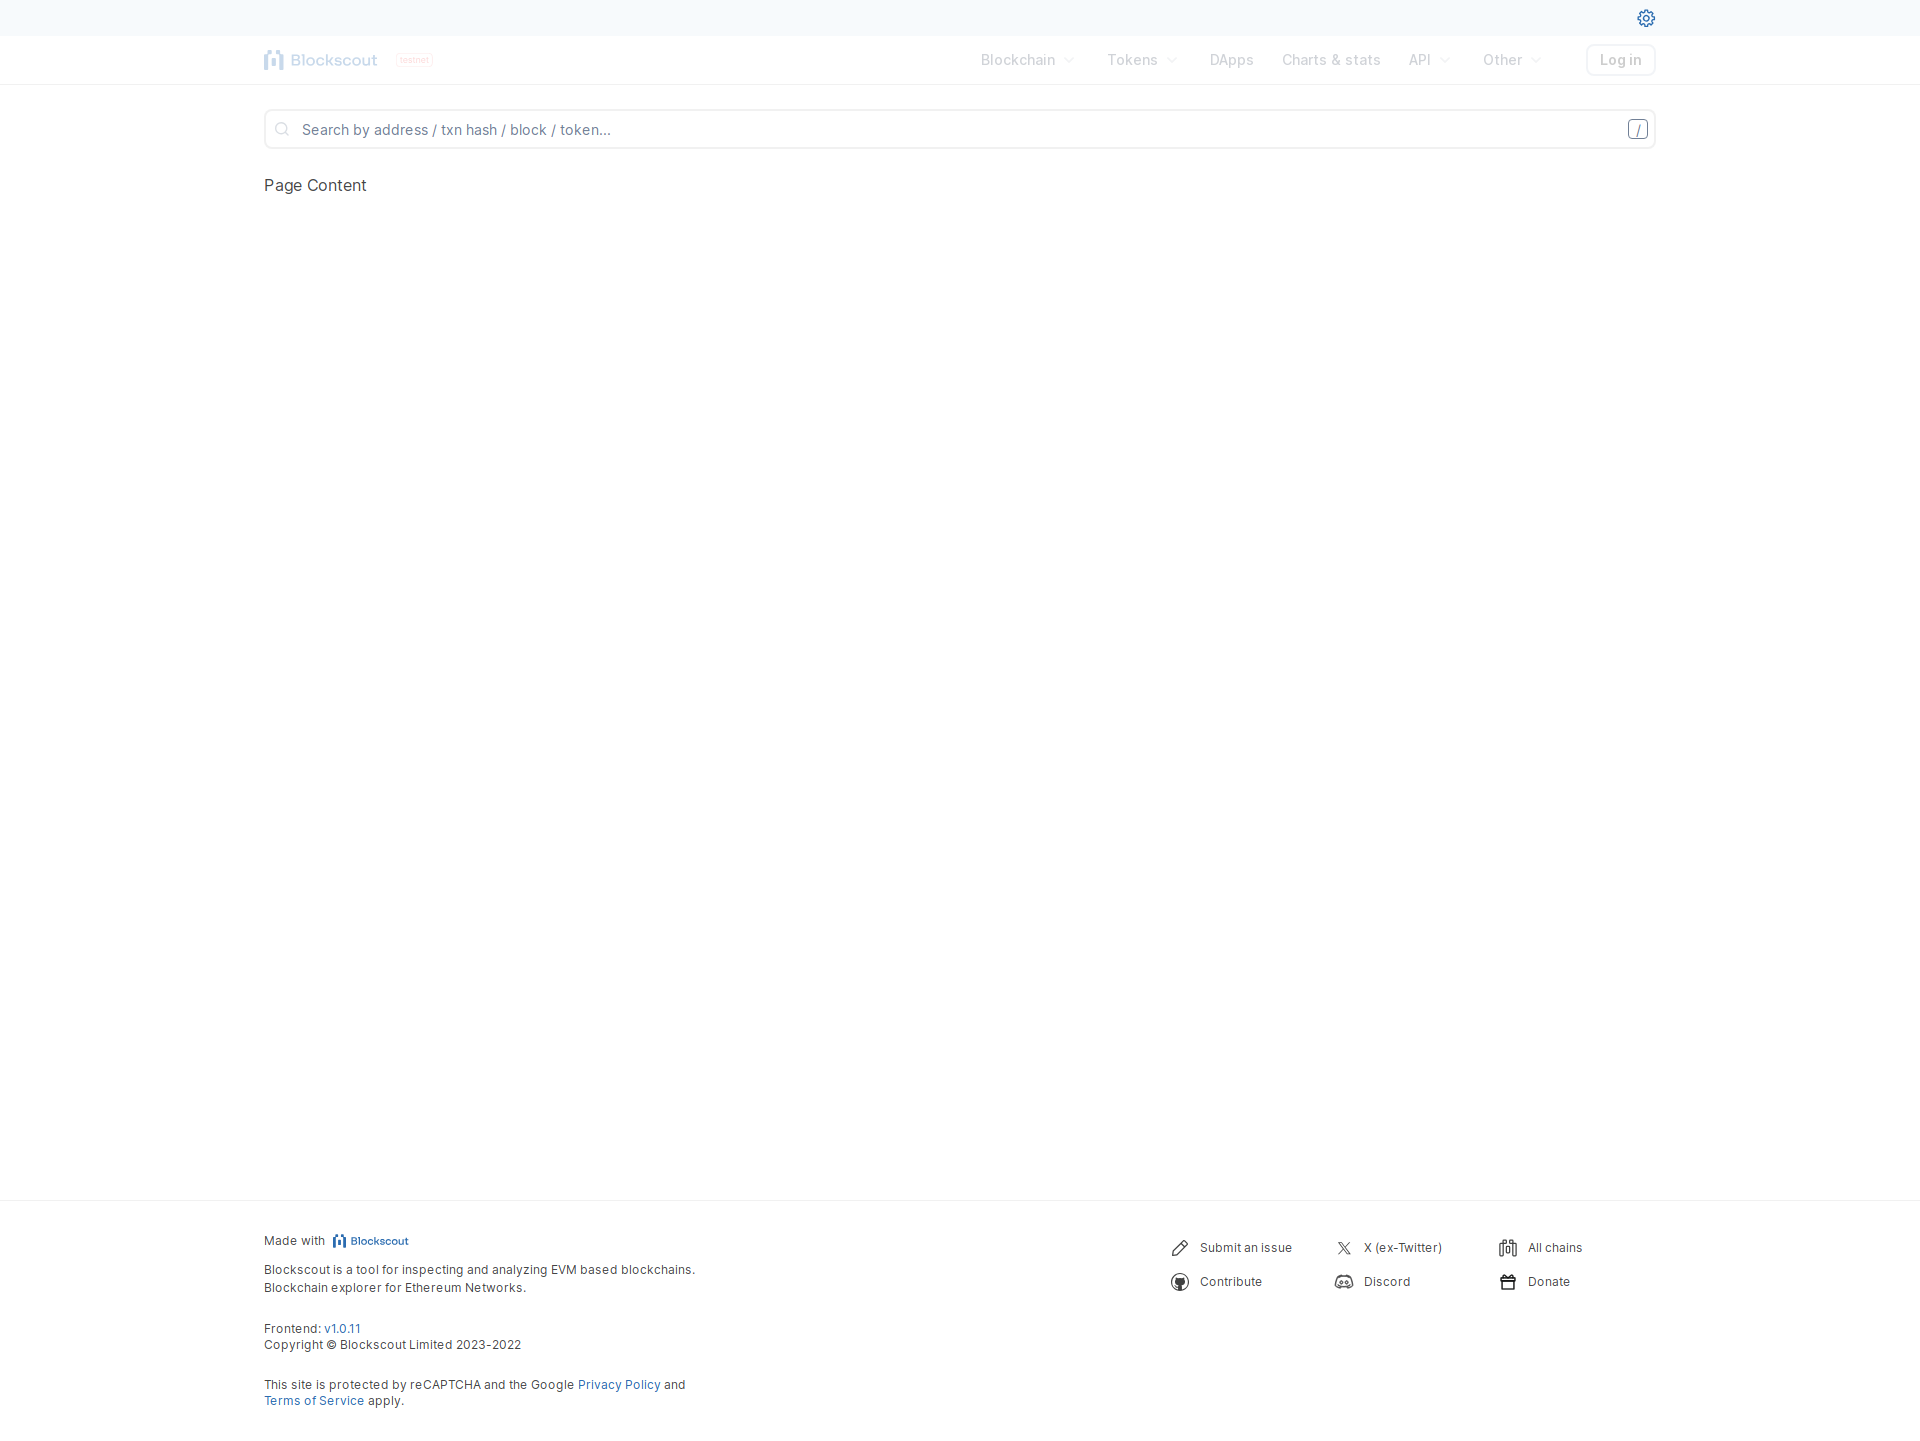 Blockscout testnet Blockchain Tokens DApps Charts & stats API Other Log in
Search by address / txn hash / block / token... /
Page Content
Made with Blockscout
Blockscout is a tool for inspecting and analyzing EVM based blockchains.
Blockchain explorer for Ethereum Networks.
Frontend: v1.0.11
Copyright © Blockscout Limited 2023-2022
This site is protected by reCAPTCHA and the Google Privacy Policy and
Terms of Service apply.
Submit an issue X (ex-Twitter) All chains
Contribute Discord Donate